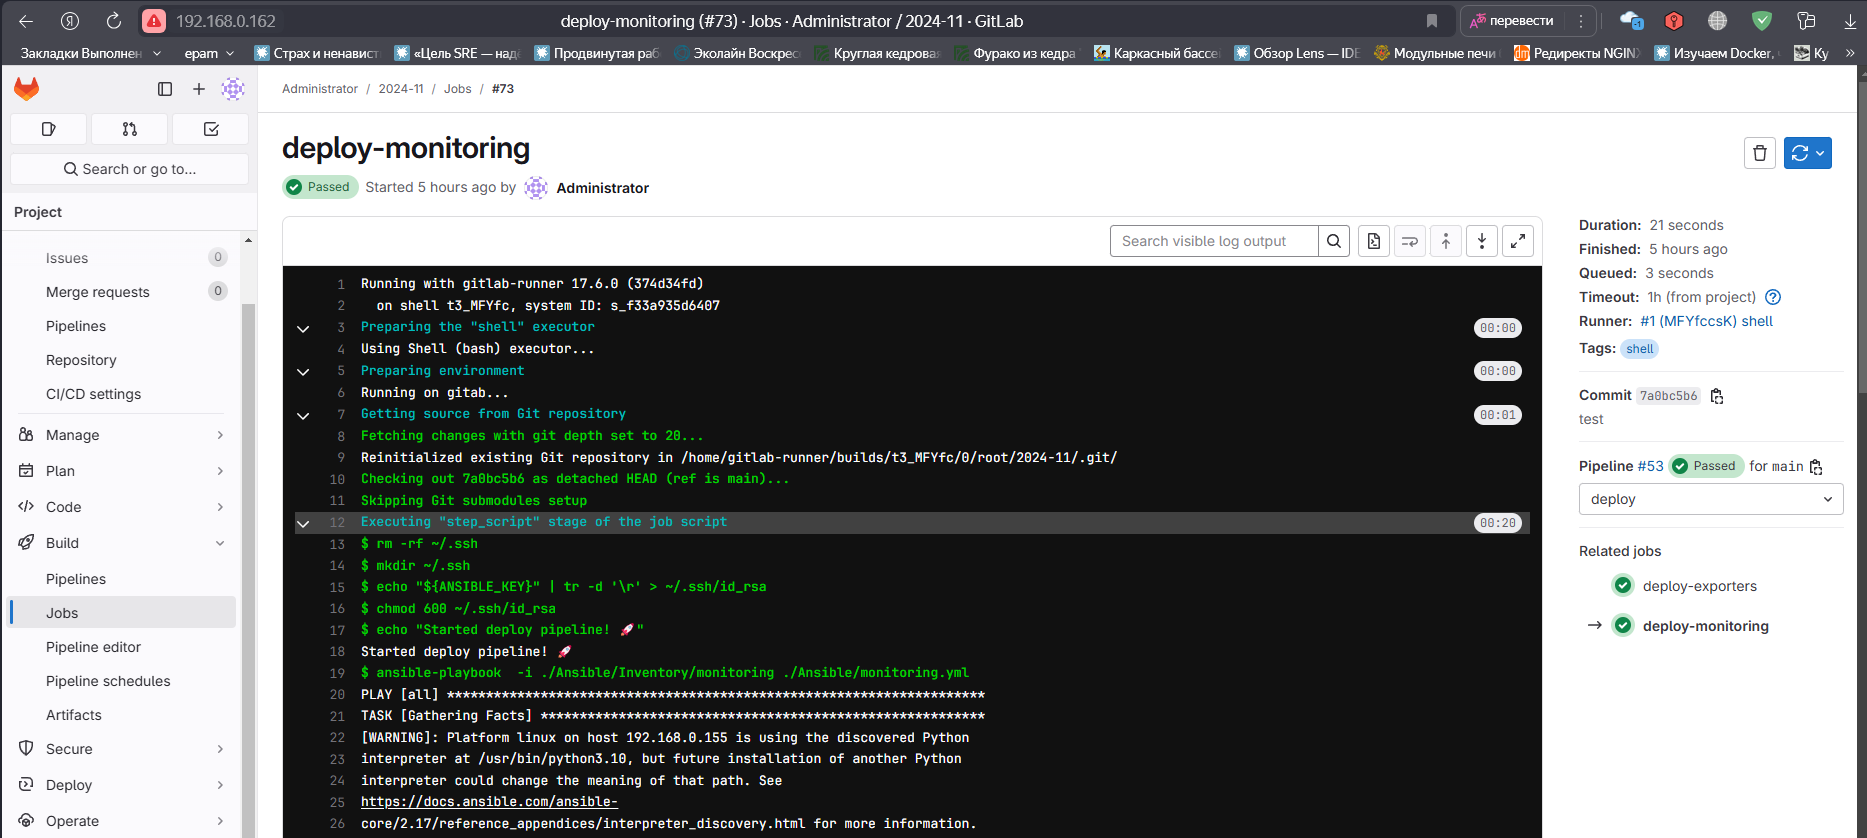 192.168.0.162
deploy-monitoring (#73) · Jobs · Administrator / 2024-11 · GitLab
перевести
Закладки Выполнен
epam
Страх и ненавист
«Цель SRE — наде
Продвинутая раб
Эколайн Воскресе
Круглая кедровая
Фурако из кедра
Каркасный бассей
Обзор Lens — IDE
Модульные печи
Редиректы NGINX
Изучаем Docker,
Ку
Administrator / 2024-11 / Jobs / #73
Search or go to...
Project
Issues 0
Merge requests 0
Pipelines
Repository
CI/CD settings
Manage
Plan
Code
Build
Pipelines
Jobs
Pipeline editor
Pipeline schedules
Artifacts
Secure
Deploy
Operate
deploy-monitoring
Passed Started 5 hours ago by Administrator
Search visible log output
1 Running with gitlab-runner 17.6.0 (374d34fd)
2 on shell t3_MFYfc, system ID: s_f33a935d6407
3 Preparing the "shell" executor 00:00
4 Using Shell (bash) executor...
5 Preparing environment 00:00
6 Running on gitab...
7 Getting source from Git repository 00:01
8 Fetching changes with git depth set to 20...
9 Reinitialized existing Git repository in /home/gitlab-runner/builds/t3_MFYfc/0/root/2024-11/.git/
10 Checking out 7a0bc5b6 as detached HEAD (ref is main)...
11 Skipping Git submodules setup
12 Executing "step_script" stage of the job script 00:20
13 $ rm -rf ~/.ssh
14 $ mkdir ~/.ssh
15 $ echo "${ANSIBLE_KEY}" | tr -d '\r' > ~/.ssh/id_rsa
16 $ chmod 600 ~/.ssh/id_rsa
17 $ echo "Started deploy pipeline! 🚀"
18 Started deploy pipeline! 🚀
19 $ ansible-playbook  -i ./Ansible/Inventory/monitoring ./Ansible/monitoring.yml
20 PLAY [all] *********************************************************************
21 TASK [Gathering Facts] *********************************************************
22 [WARNING]: Platform linux on host 192.168.0.155 is using the discovered Python
23 interpreter at /usr/bin/python3.10, but future installation of another Python
24 interpreter could change the meaning of that path. See
25 https://docs.ansible.com/ansible-
26 core/2.17/reference_appendices/interpreter_discovery.html for more information.
Duration: 21 seconds
Finished: 5 hours ago
Queued: 3 seconds
Timeout: 1h (from project)
Runner: #1 (MFYfccsK) shell
Tags: shell
Commit 7a0bc5b6
test
Pipeline #53 Passed for main
deploy
Related jobs
deploy-exporters
deploy-monitoring